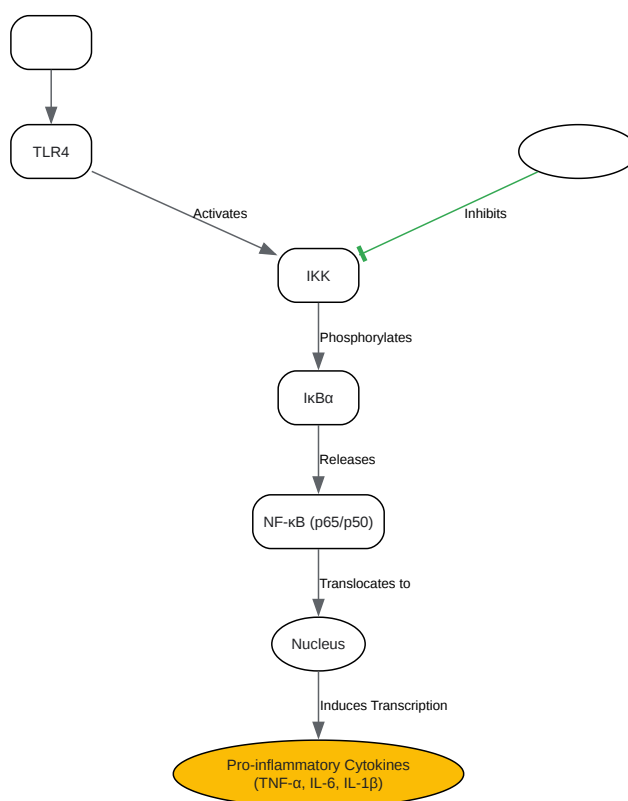 TLR4
Activates
Inhibits
IKK
Phosphorylates
IκBα
Releases
NF-κB (p65/p50)
Translocates to
Nucleus
Induces Transcription
Pro-inflammatory Cytokines
(TNF-α, IL-6, IL-1β)